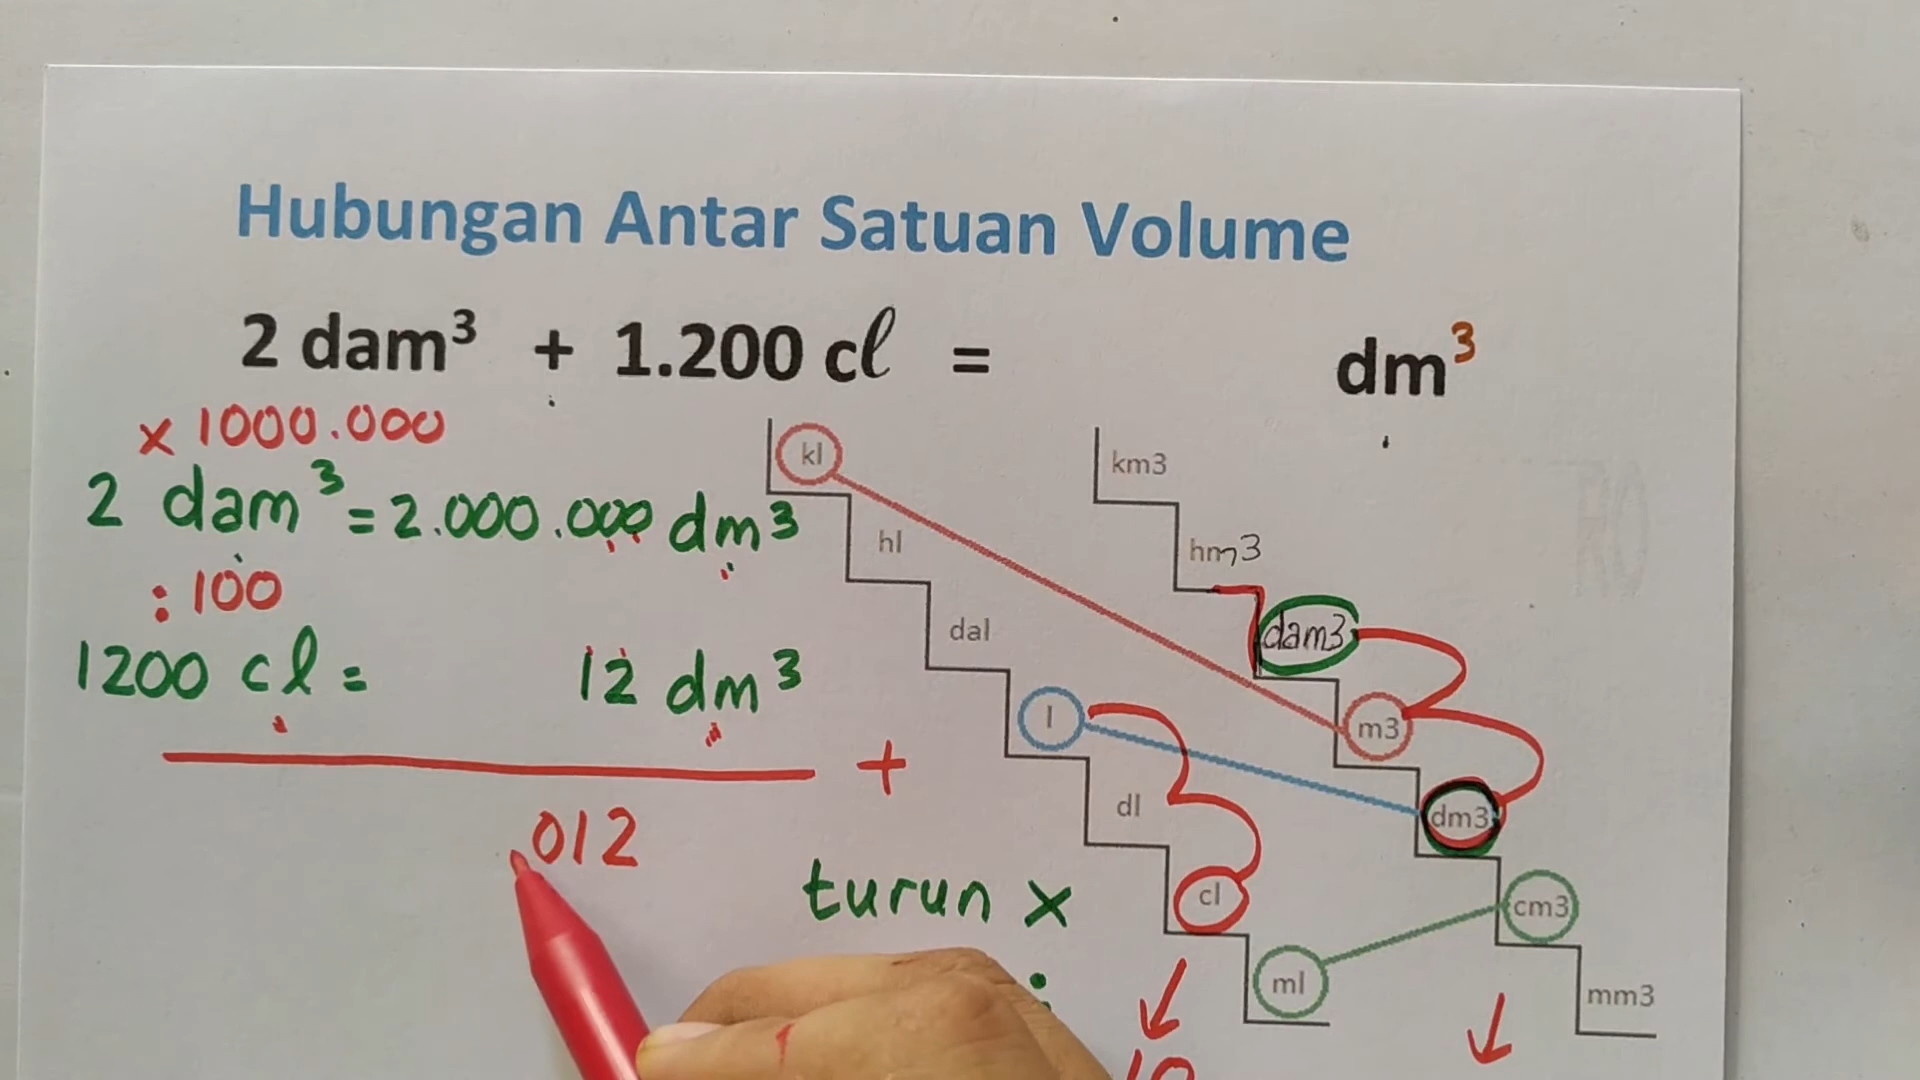 Hubungan Antar Satuan Volume
2 dam³ + 1.200 cl = dm³
x 1000.000
2 dam³ = 2.000.000 dm3
: 100
1200 cl = 12 dm3
+
012
turun x
:
kl
hl
dal
l
dl
cl
ml
km3
hm3
dam3
m3
dm3
cm3
mm3
10